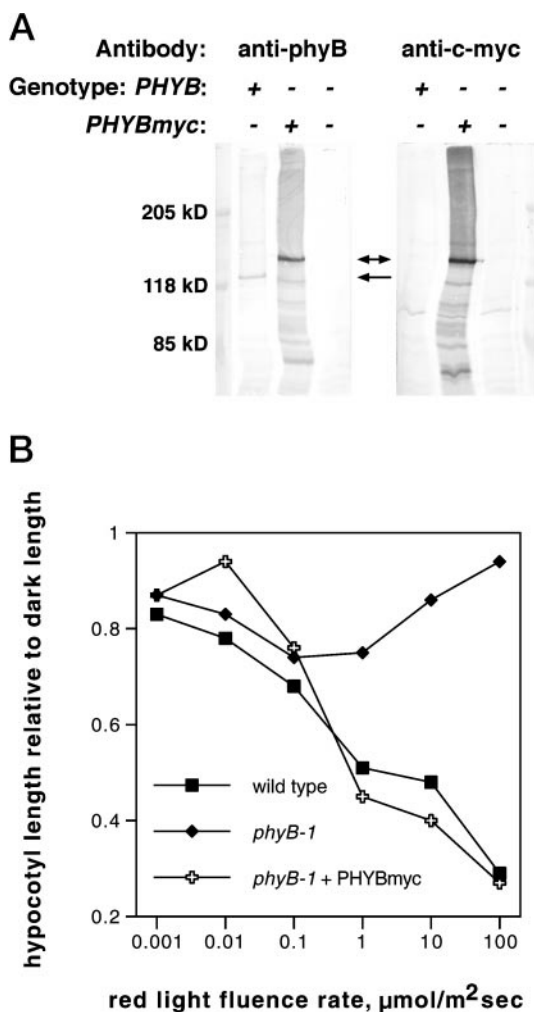 A
Antibody: anti-phyB anti-c-myc
Genotype: PHYB: + - - + - -
PHYBmyc: - + - - + -
205 kD
118 kD
85 kD
B
hypocotyl length relative to dark length
1
0.8
0.6
0.4
0.2
wild type
phyB-1
phyB-1 + PHYBmyc
0.001 0.01 0.1 1 10 100
red light fluence rate, μmol/m² sec